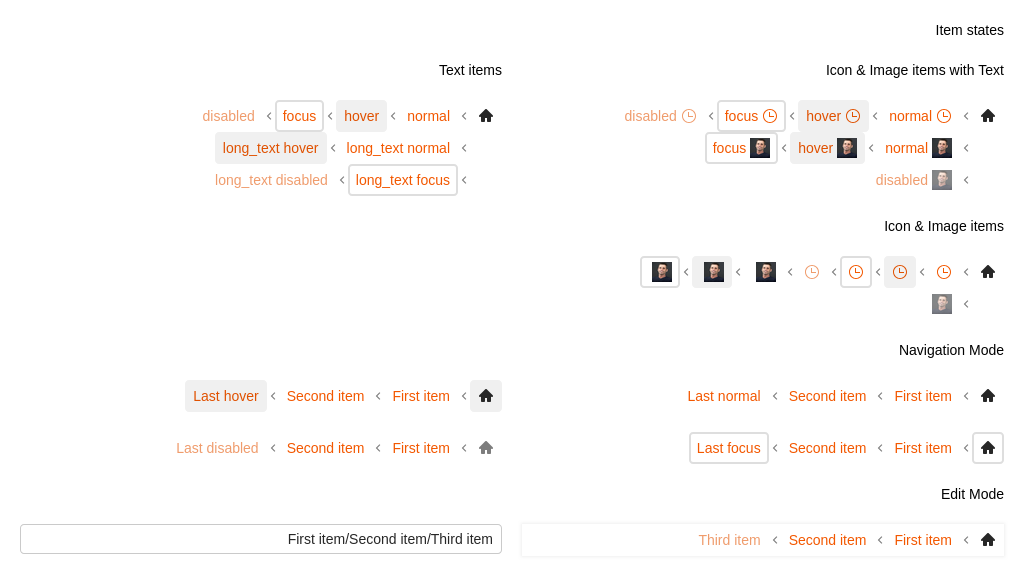 Item states
Text items
disabled focus hover normal
long_text hover long_text normal
long_text disabled long_text focus
Icon & Image items with Text
disabled focus hover normal
focus hover normal
disabled
Icon & Image items
Navigation Mode
Last hover Second item First item
Last normal Second item First item
Last disabled Second item First item
Last focus Second item First item
Edit Mode
First item/Second item/Third item
Third item Second item First item